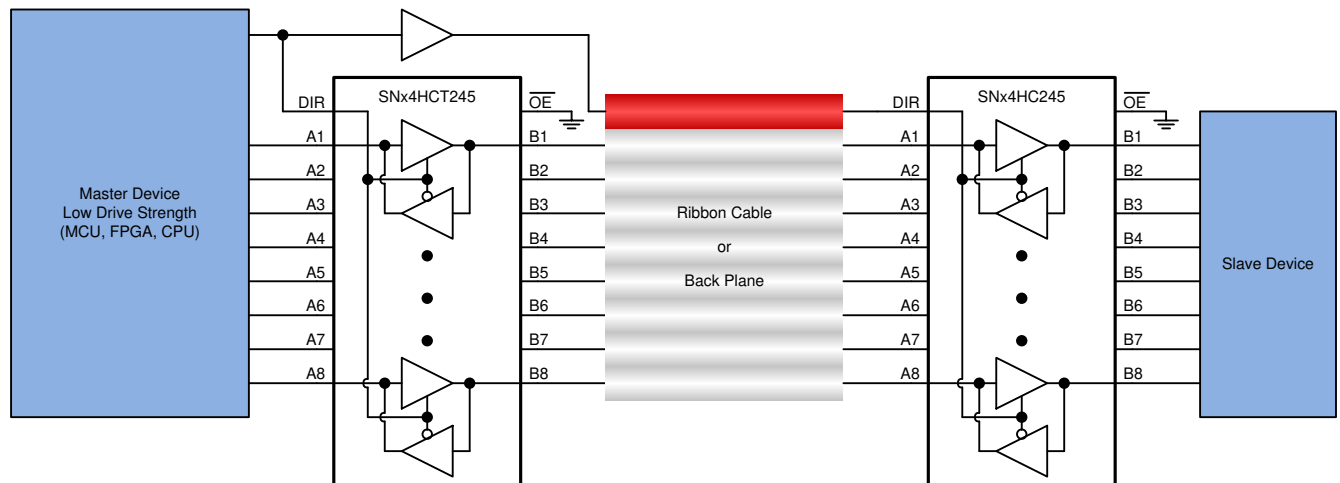 SNx4HCT245
SNx4HC245
DIR
OE
DIR
OE
A1
B1
A1
B1
A2
B2
A2
B2
Master Device
Low Drive Strength
(MCU, FPGA, CPU)
A3
B3
Ribbon Cable
or
Back Plane
A3
B3
A4
B4
A4
B4
Slave Device
A5
B5
A5
B5
A6
B6
A6
B6
A7
B7
A7
B7
A8
B8
A8
B8